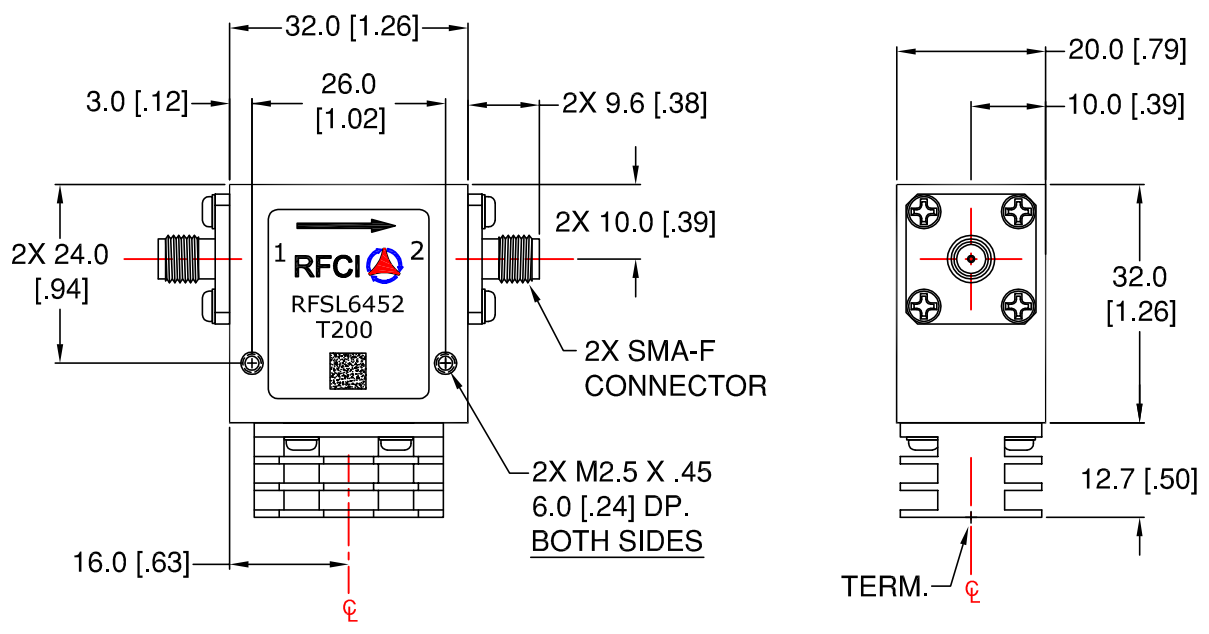 32.0 [1.26]
3.0 [.12]
26.0
[1.02]
2X 9.6 [.38]
2X 10.0 [.39]
2X 24.0
[.94]
1
2
RFCI
RFSL6452
T200
2X SMA-F
CONNECTOR
2X M2.5 X .45
6.0 [.24] DP.
BOTH SIDES
16.0 [.63]
℄
20.0 [.79]
10.0 [.39]
32.0
[1.26]
12.7 [.50]
TERM.
℄